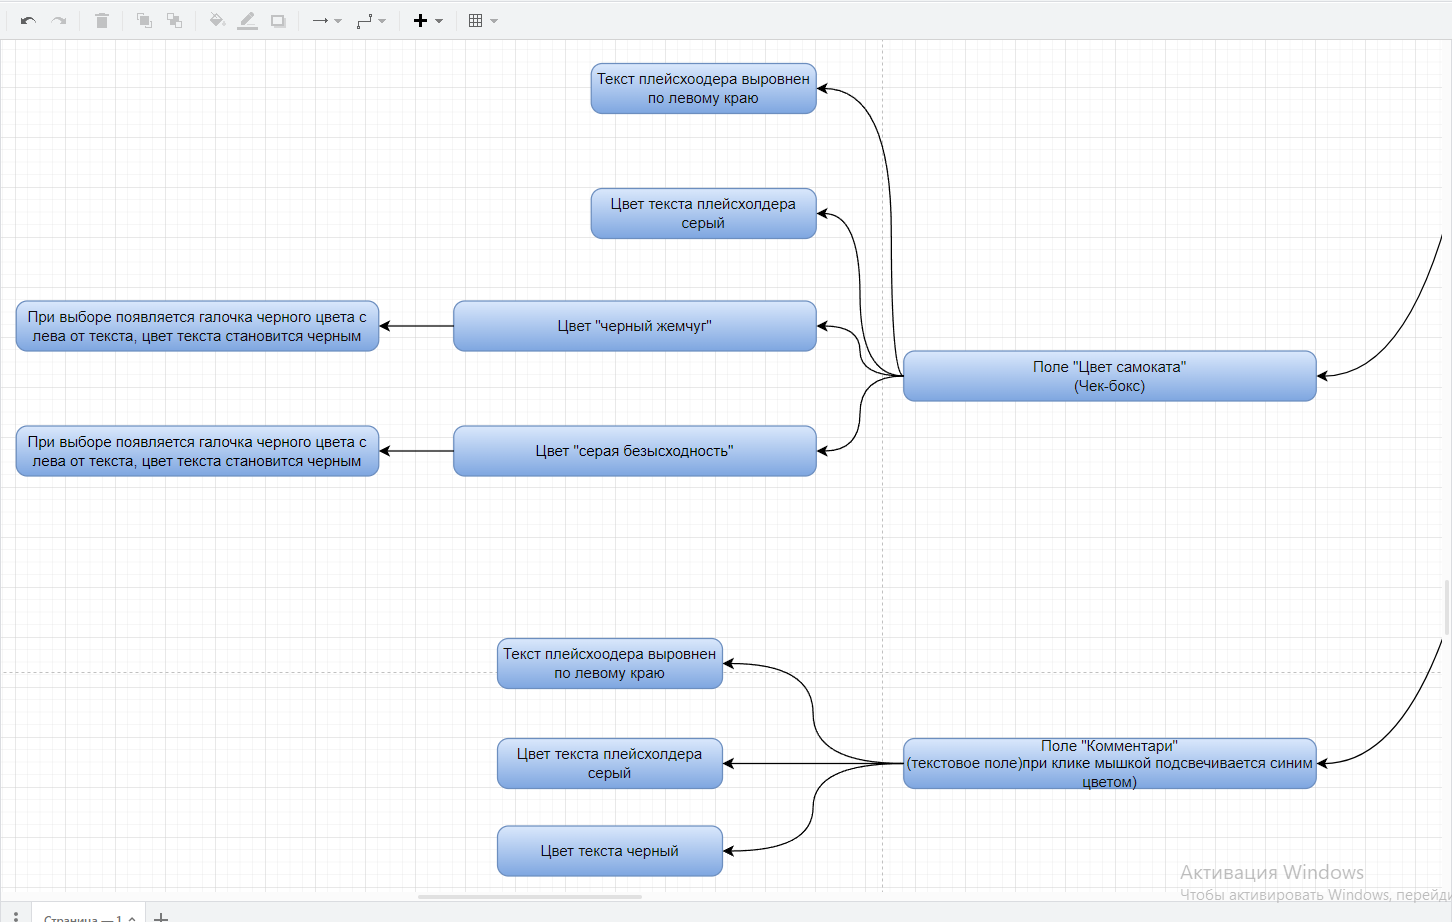 Текст плейсхоодера выровнен
по левому краю
Цвет текста плейсхолдера
серый
При выборе появляется галочка черного цвета с
лева от текста, цвет текста становится черным
Цвет "черный жемчуг"
Поле "Цвет самоката"
(Чек-бокс)
При выборе появляется галочка черного цвета с
лева от текста, цвет текста становится черным
Цвет "серая безысходность"
Текст плейсхоодера выровнен
по левому краю
Цвет текста плейсхолдера
серый
Поле "Комментари"
(текстовое поле)при клике мышкой подсвечивается синим
цветом)
Цвет текста черный
Активация Windows
Чтобы активировать Windows, перейди
Страница — 1